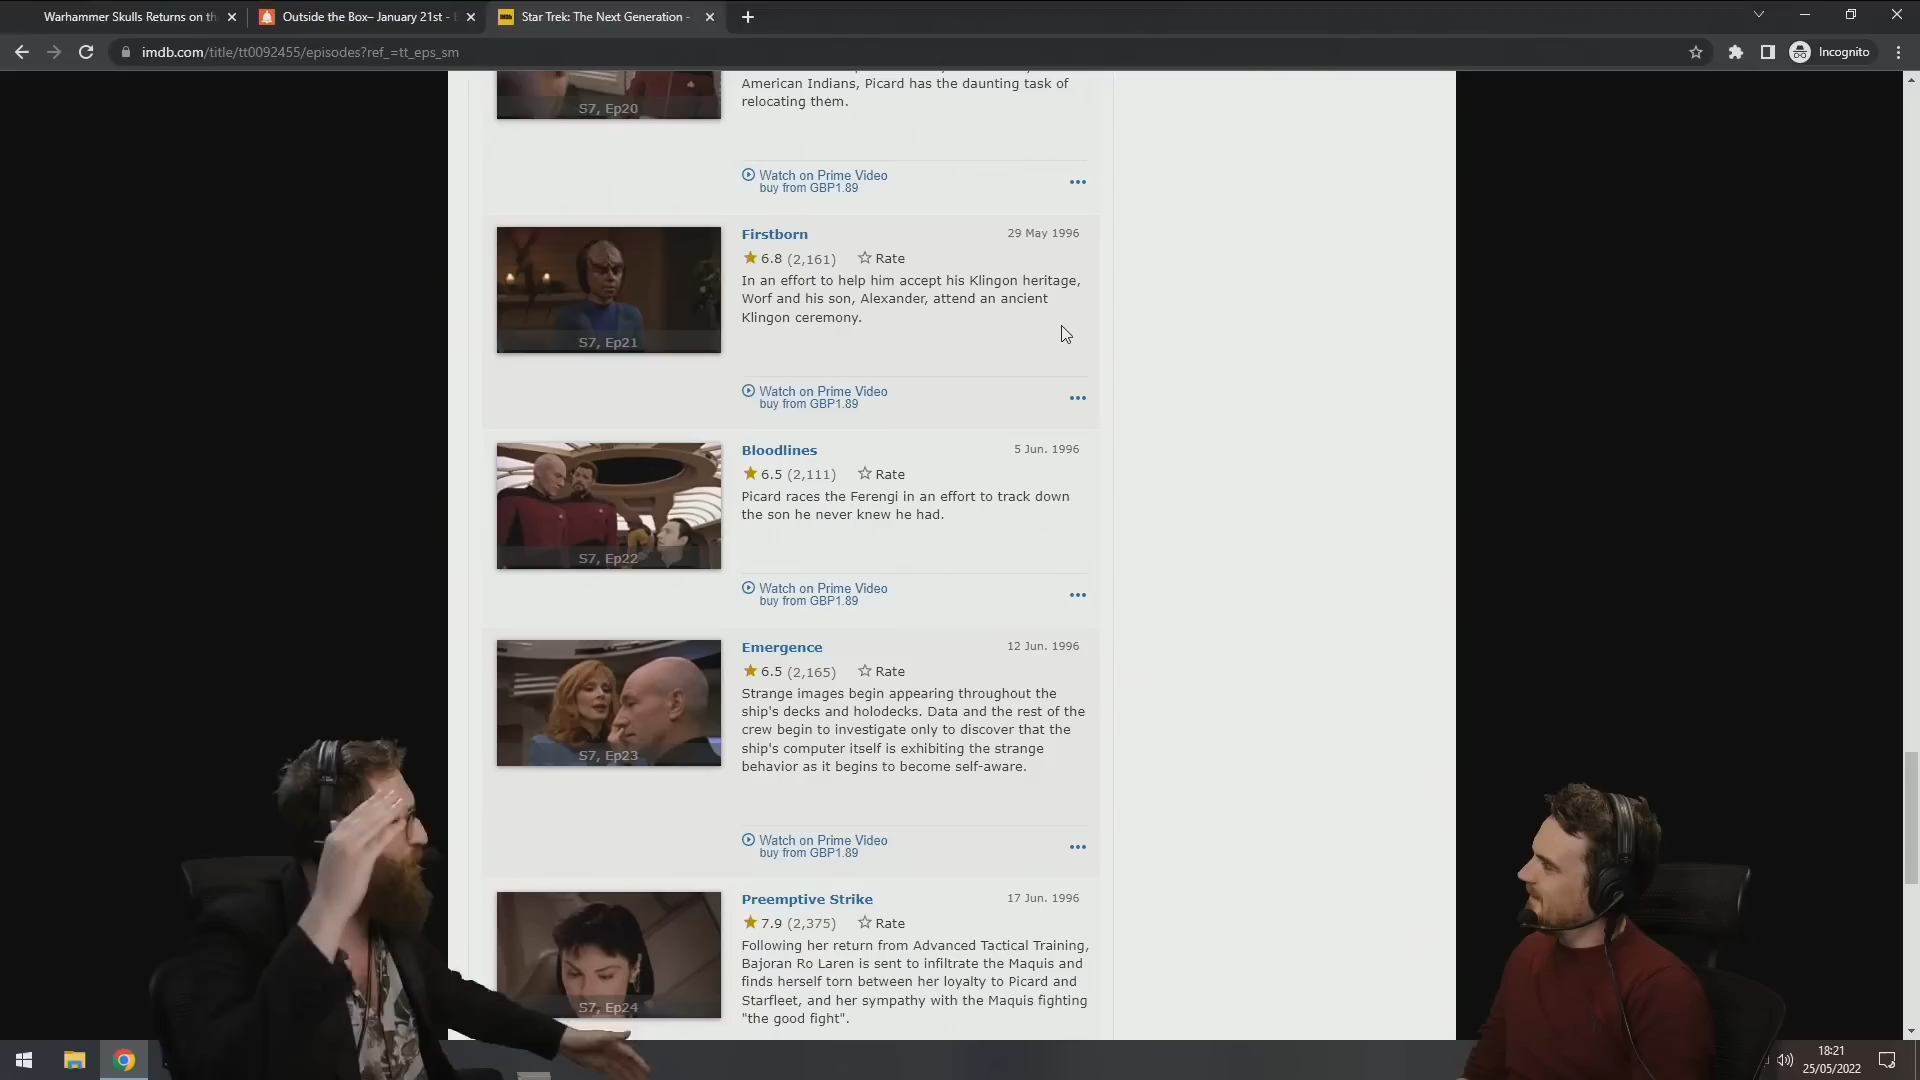 Warhammer Skulls Returns on th
Outside the Box– January 21st -
Star Trek: The Next Generation -
imdb.com/title/tt0092455/episodes?ref_=tt_eps_sm
Incognito
American Indians, Picard has the daunting task of
relocating them.
S7, Ep20
Watch on Prime Video
buy from GBP1.89
Firstborn
29 May 1996
6.8 (2,161) Rate
In an effort to help him accept his Klingon heritage,
Worf and his son, Alexander, attend an ancient
Klingon ceremony.
S7, Ep21
Watch on Prime Video
buy from GBP1.89
Bloodlines
5 Jun. 1996
6.5 (2,111) Rate
Picard races the Ferengi in an effort to track down
the son he never knew he had.
S7, Ep22
Watch on Prime Video
buy from GBP1.89
Emergence
12 Jun. 1996
6.5 (2,165) Rate
Strange images begin appearing throughout the
ship's decks and holodecks. Data and the rest of the
crew begin to investigate only to discover that the
ship's computer itself is exhibiting the strange
behavior as it begins to become self-aware.
S7, Ep23
Watch on Prime Video
buy from GBP1.89
Preemptive Strike
17 Jun. 1996
7.9 (2,375) Rate
Following her return from Advanced Tactical Training,
Bajoran Ro Laren is sent to infiltrate the Maquis and
finds herself torn between her loyalty to Picard and
Starfleet, and her sympathy with the Maquis fighting
"the good fight".
S7, Ep24
18:21
25/05/2022